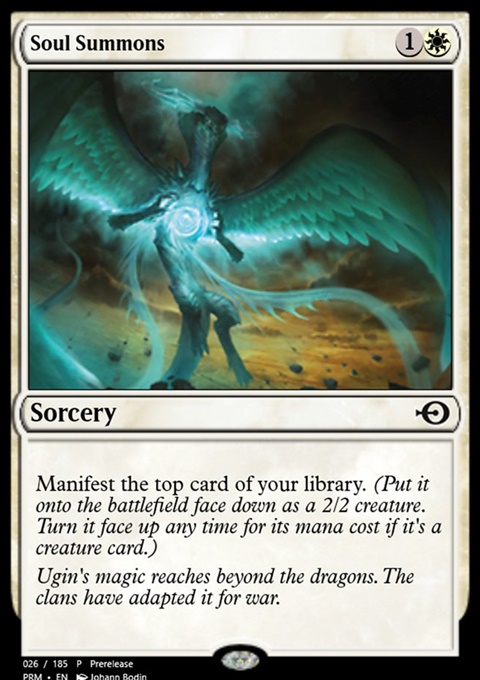 Soul Summons 1
Sorcery
Manifest the top card of your library. (Put it
onto the battlefield face down as a 2/2 creature.
Turn it face up any time for its mana cost if it's a
creature card.)
Ugin's magic reaches beyond the dragons. The
clans have adapted it for war.
026 / 185 P Prerelease
PRM • EN Johann Bodin